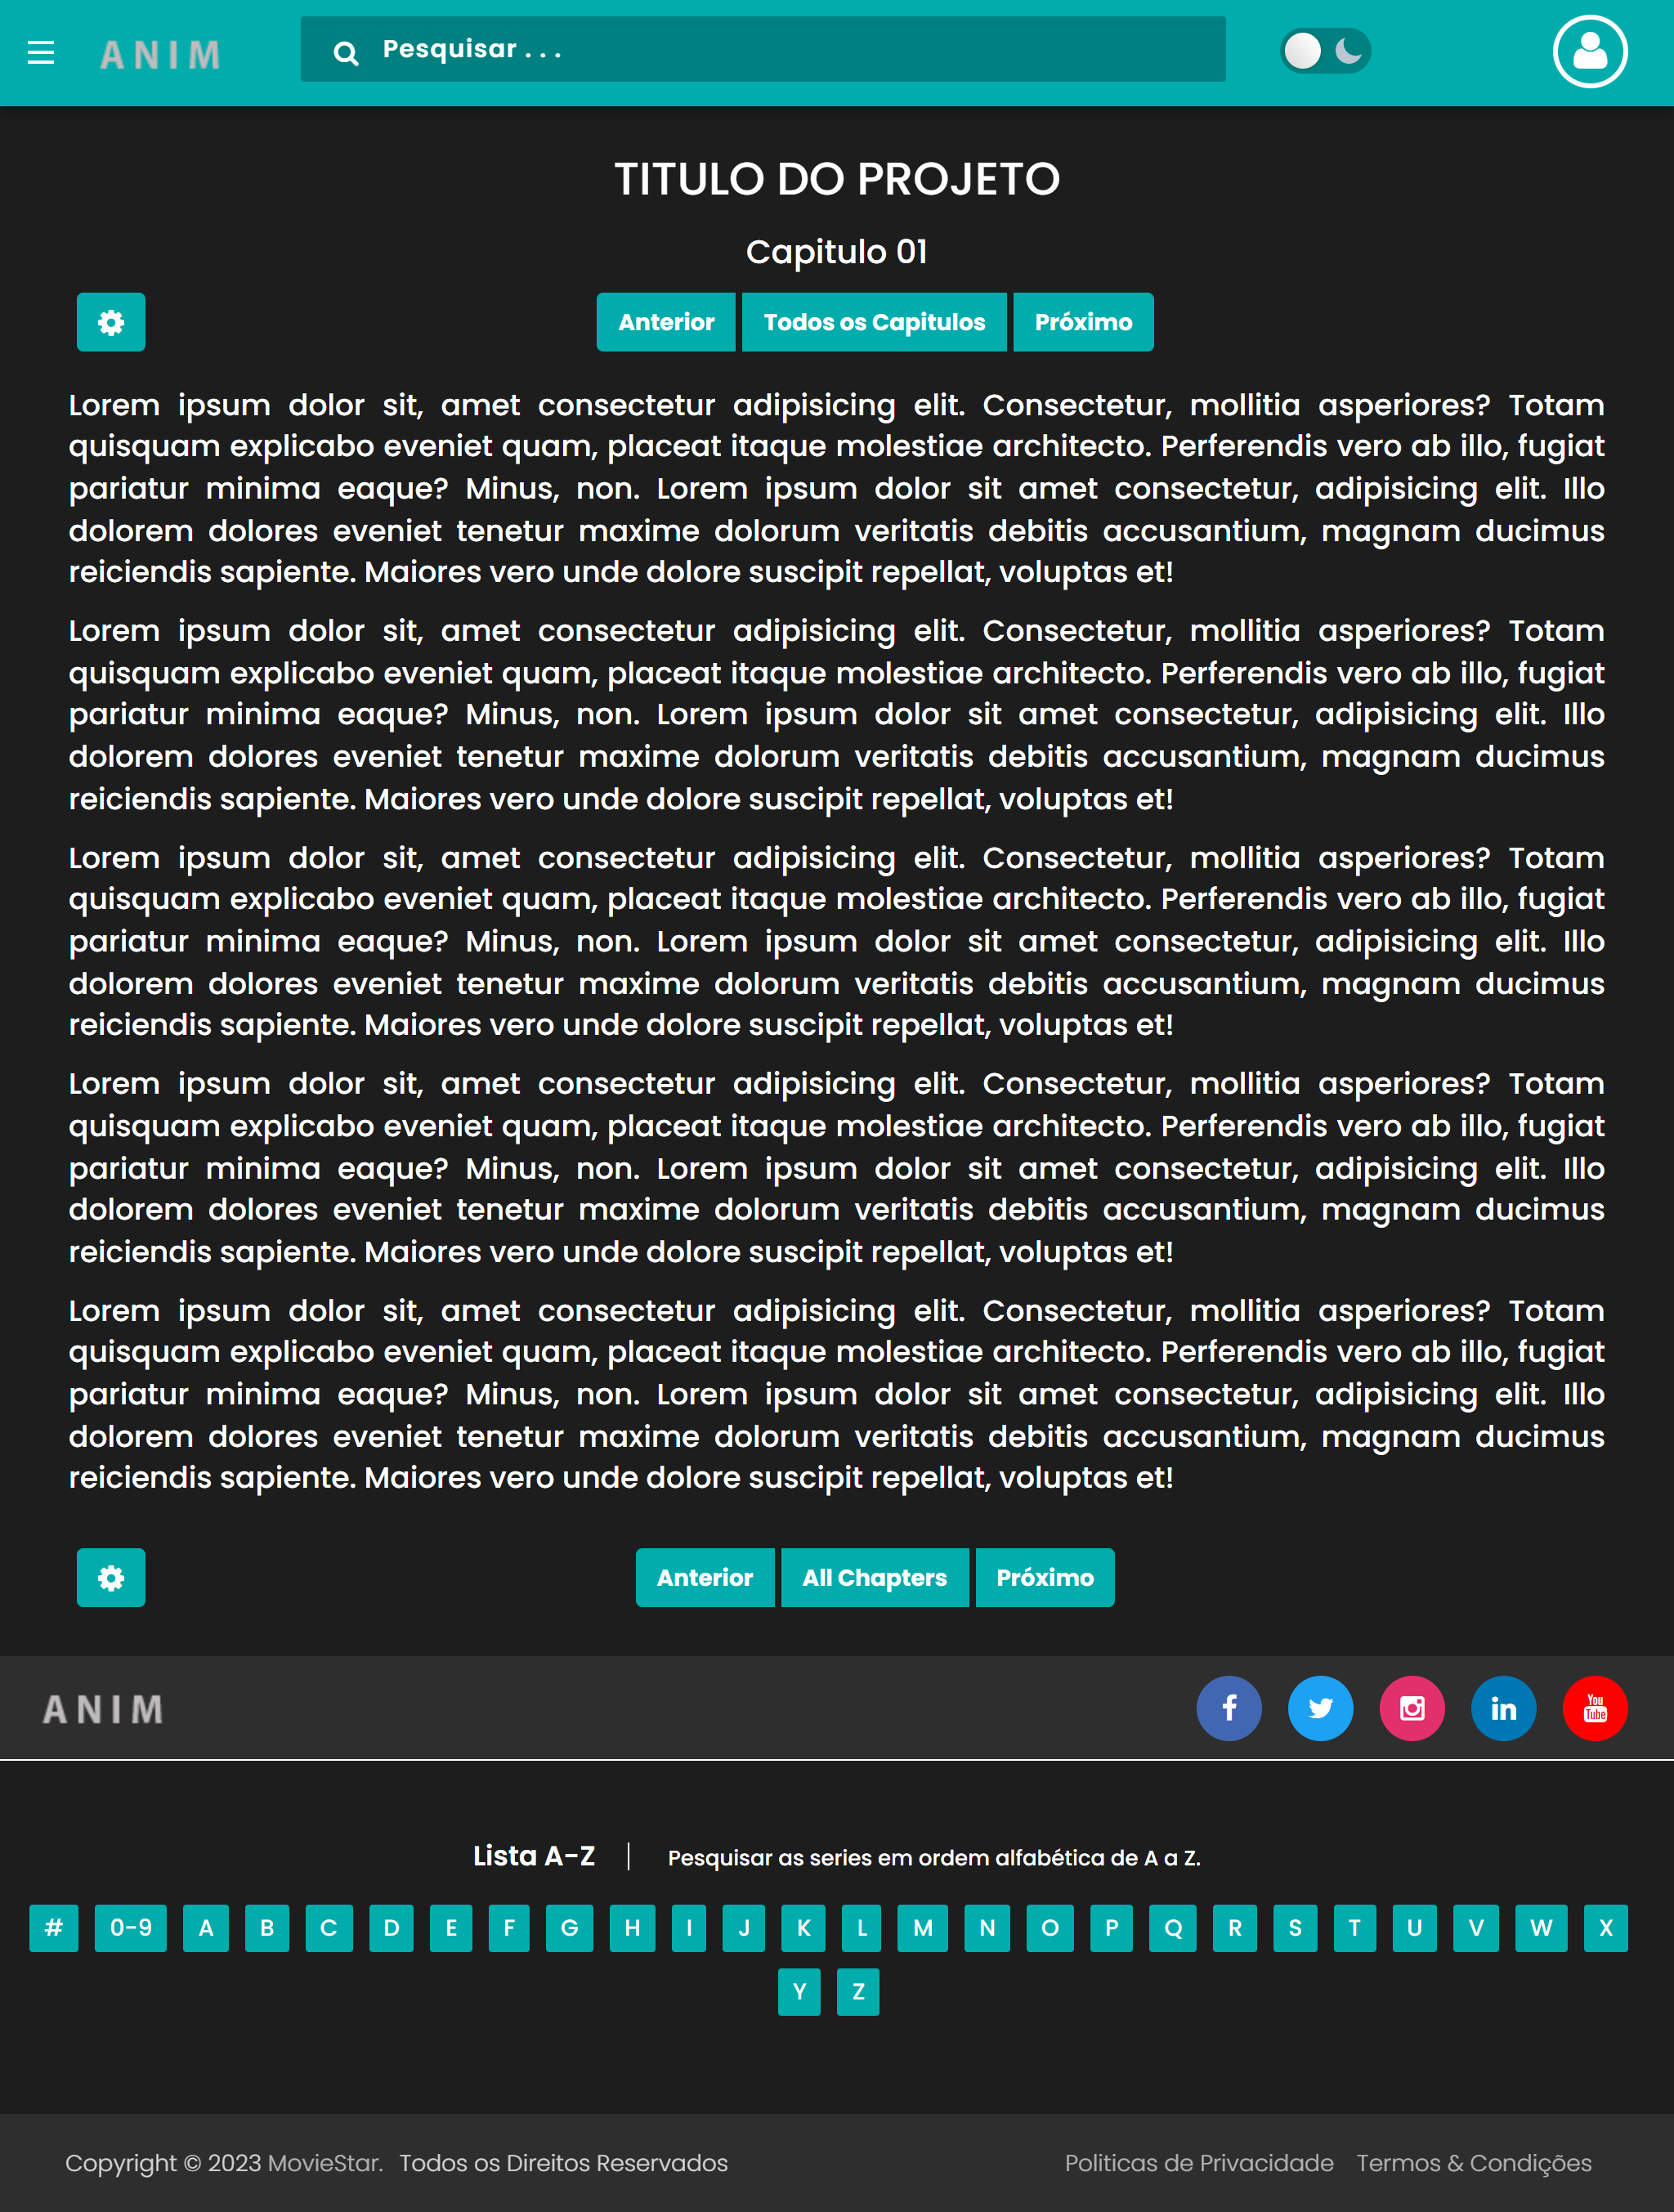 ANIM
Pesquisar . . .
TITULO DO PROJETO
Capitulo 01
Anterior Todos os Capitulos Próximo
Lorem ipsum dolor sit, amet consectetur adipisicing elit. Consectetur, mollitia asperiores? Totam
quisquam explicabo eveniet quam, placeat itaque molestiae architecto. Perferendis vero ab illo, fugiat
pariatur minima eaque? Minus, non. Lorem ipsum dolor sit amet consectetur, adipisicing elit. Illo
dolorem dolores eveniet tenetur maxime dolorum veritatis debitis accusantium, magnam ducimus
reiciendis sapiente. Maiores vero unde dolore suscipit repellat, voluptas et!
Lorem ipsum dolor sit, amet consectetur adipisicing elit. Consectetur, mollitia asperiores? Totam
quisquam explicabo eveniet quam, placeat itaque molestiae architecto. Perferendis vero ab illo, fugiat
pariatur minima eaque? Minus, non. Lorem ipsum dolor sit amet consectetur, adipisicing elit. Illo
dolorem dolores eveniet tenetur maxime dolorum veritatis debitis accusantium, magnam ducimus
reiciendis sapiente. Maiores vero unde dolore suscipit repellat, voluptas et!
Lorem ipsum dolor sit, amet consectetur adipisicing elit. Consectetur, mollitia asperiores? Totam
quisquam explicabo eveniet quam, placeat itaque molestiae architecto. Perferendis vero ab illo, fugiat
pariatur minima eaque? Minus, non. Lorem ipsum dolor sit amet consectetur, adipisicing elit. Illo
dolorem dolores eveniet tenetur maxime dolorum veritatis debitis accusantium, magnam ducimus
reiciendis sapiente. Maiores vero unde dolore suscipit repellat, voluptas et!
Lorem ipsum dolor sit, amet consectetur adipisicing elit. Consectetur, mollitia asperiores? Totam
quisquam explicabo eveniet quam, placeat itaque molestiae architecto. Perferendis vero ab illo, fugiat
pariatur minima eaque? Minus, non. Lorem ipsum dolor sit amet consectetur, adipisicing elit. Illo
dolorem dolores eveniet tenetur maxime dolorum veritatis debitis accusantium, magnam ducimus
reiciendis sapiente. Maiores vero unde dolore suscipit repellat, voluptas et!
Lorem ipsum dolor sit, amet consectetur adipisicing elit. Consectetur, mollitia asperiores? Totam
quisquam explicabo eveniet quam, placeat itaque molestiae architecto. Perferendis vero ab illo, fugiat
pariatur minima eaque? Minus, non. Lorem ipsum dolor sit amet consectetur, adipisicing elit. Illo
dolorem dolores eveniet tenetur maxime dolorum veritatis debitis accusantium, magnam ducimus
reiciendis sapiente. Maiores vero unde dolore suscipit repellat, voluptas et!
Anterior All Chapters Próximo
ANIM
You
Tube
Lista A-Z Pesquisar as series em ordem alfabética de A a Z.
# 0-9 A B C D E F G H I J K L M N O P Q R S T U V W X
Y Z
Copyright © 2023 MovieStar. Todos os Direitos Reservados Politicas de Privacidade Termos & Condições